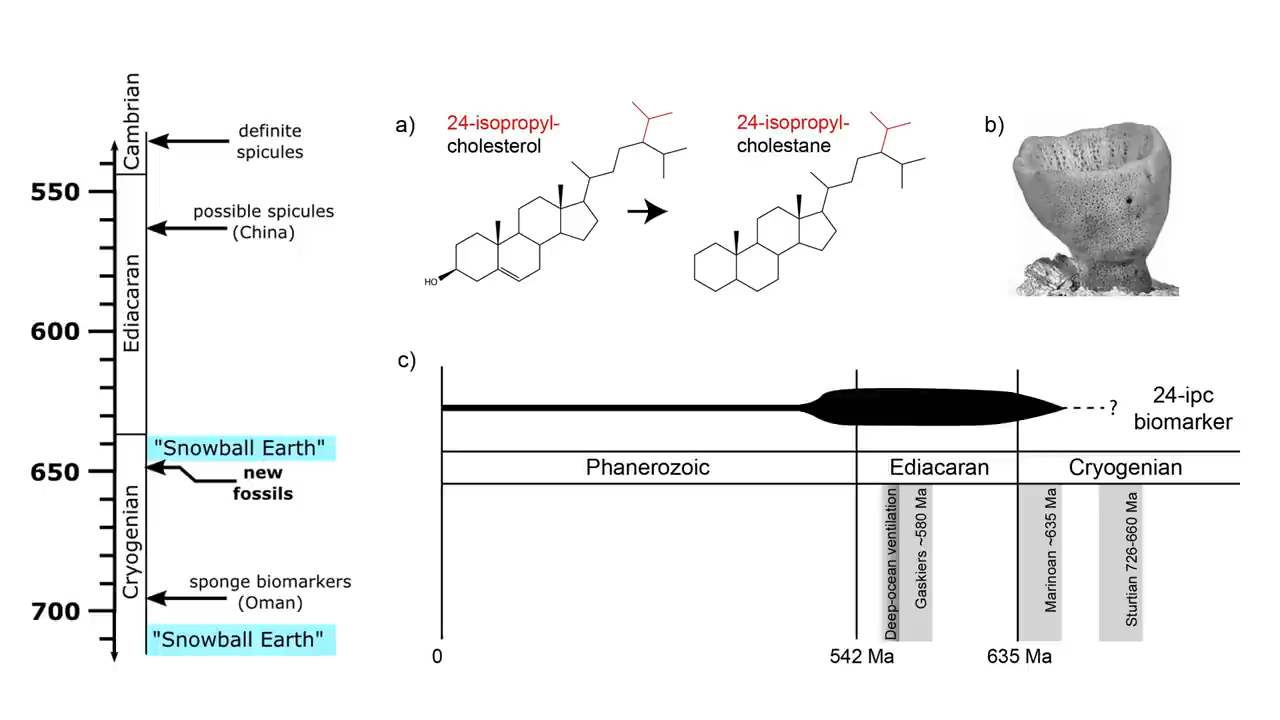 Cambrian
Ediacaran
Cryogenian
550
600
650
700
definite
spicules
possible spicules
(China)
"Snowball Earth"
new
fossils
sponge biomarkers
(Oman)
"Snowball Earth"
a)
24-isopropyl-
cholesterol
HO
24-isopropyl-
cholestane
b)
c)
?
24-ipc
biomarker
Phanerozoic
Ediacaran
Cryogenian
Deep-ocean ventilation
Gaskiers ~580 Ma
Marinoan ~635 Ma
Sturtian 726-660 Ma
0
542 Ma
635 Ma